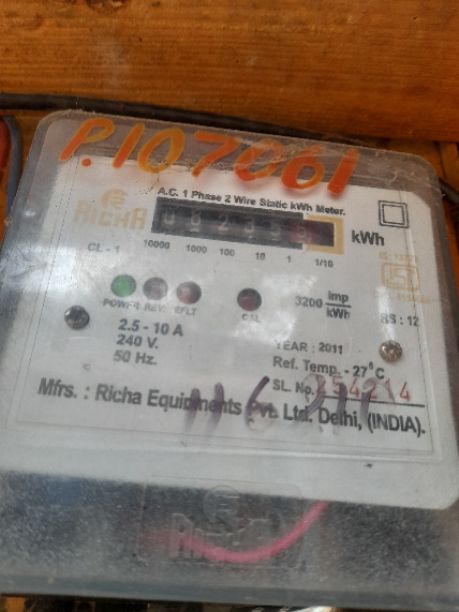 P.107061
A.C. 1 Phase 2 Wire Static kWh Meter.
RICHA
kWh
CL - 1 10000 1000 100 10 1 1/10
POWER REV. EFLT CAL
3200 imp/kWh
RS : 12
2.5 - 10 A
240 V.
50 Hz.
YEAR : 2011
Ref. Temp. - 27°C
SL. No. 254214
Mfrs. : Richa Equipments Pvt. Ltd. Delhi, (INDIA).